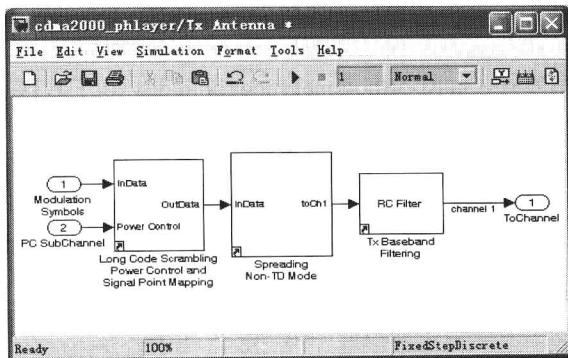 cdma2000_phlayer/Tx Antenna *
File Edit View Simulation Format Tools Help
1 Normal
1
Modulation
Symbols
2
PC SubChannel
InData
OutData
Power Control
Long Code Scrambling
Power Control and
Signal Point Mapping
InData
toCh1
Spreading
Non-TD Mode
RC Filter
Tx Baseband
Filtering
channel 1
1
ToChannel
Ready 100% FixedStepDiscrete